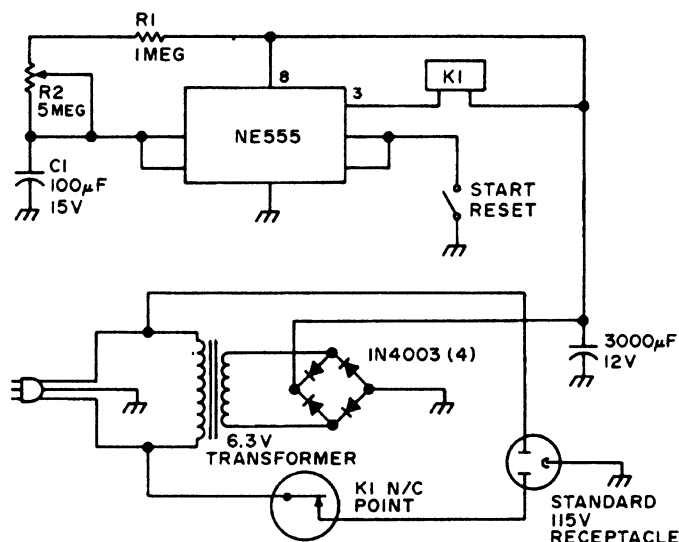 R1
1MEG
8
3
K1
R2
5MEG
NE555
C1
100µF
15V
START
RESET
IN4003 (4)
3000µF
12V
6.3V
TRANSFORMER
K1 N/C
POINT
STANDARD
115V
RECEPTACLE